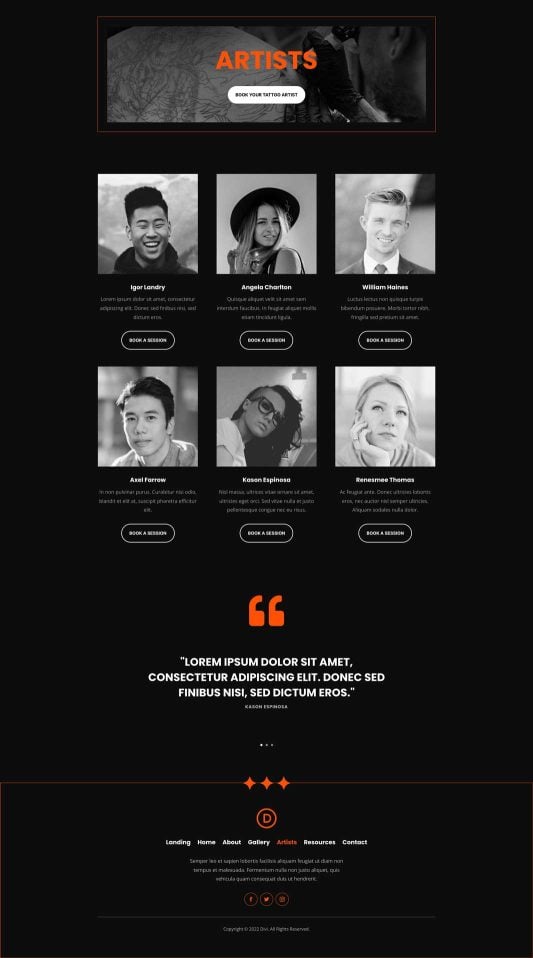 ARTISTS
BOOK YOUR TATTOO ARTIST
Igor Landry
Lorem ipsum dolor sit amet, consectetur
adipiscing elit. Donec sed finibus nisi, sed
dictum eros.
BOOK A SESSION
Angela Charlton
Quisque aliquet velit sit amet sem
interdum faucibus. In feugiat aliquet mollis
etiam tincidunt ligula.
BOOK A SESSION
William Haines
Luctus lectus non quisque turpis
bibendum posuere. Morbi tortor nibh,
fringilla sed pretium sit amet.
BOOK A SESSION
Axel Farrow
In non pulvinar purus. Curabitur nisi odio,
blandit et elit at, suscipit pharetra efficitur
elit.
BOOK A SESSION
Kason Espinosa
Nisl massa, ultrices vitae ornare sit amet,
ultricies eget orci. Sed vitae nulla et justo
pellentesque congue nec eu risus.
BOOK A SESSION
Renesmee Thomas
Ac feugiat ante. Donec ultricies lobortis
eros, nec auctor nisl semper ultricies.
Aliquam sodales nulla dolor.
BOOK A SESSION
"LOREM IPSUM DOLOR SIT AMET,
CONSECTETUR ADIPISCING ELIT. DONEC SED
FINIBUS NISI, SED DICTUM EROS."
KASON ESPINOSA
D
Landing Home About Gallery Artists Resources Contact
Semper leo et sapien lobortis facilisis aliquam feugiat ut diam non
tempus et malesuada. Fermentum nulla non justo aliquet, quis
vehicula quam consequat duis ut hendrerit.
Copyright © 2022 Divi. All Rights Reserved.